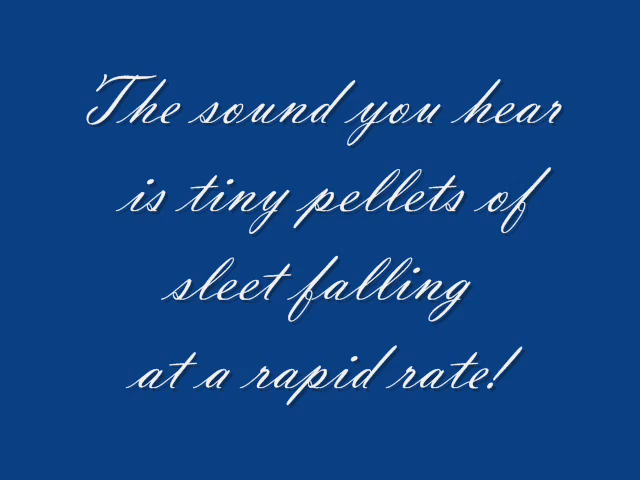 The sound you hear
is tiny pellets of
sleet falling
at a rapid rate!